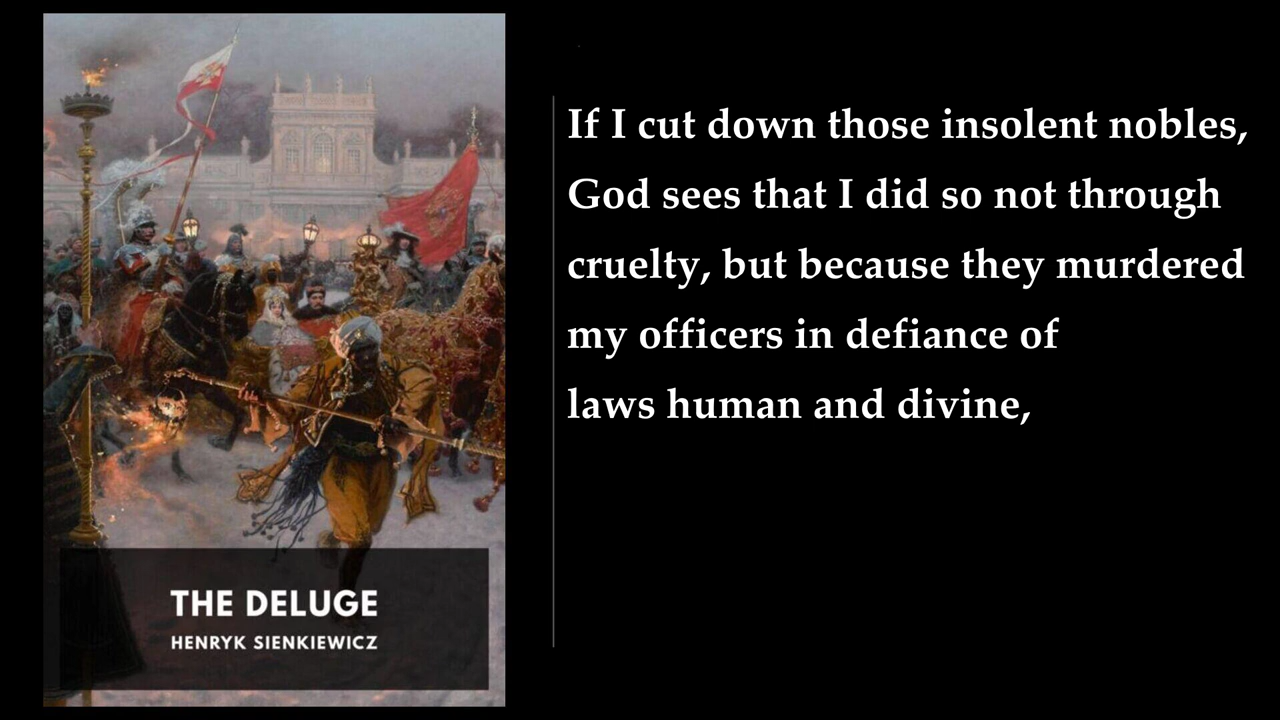 If I cut down those insolent nobles,
God sees that I did so not through
cruelty, but because they murdered
my officers in defiance of
laws human and divine,
THE DELUGE
HENRYK SIENKIEWICZ